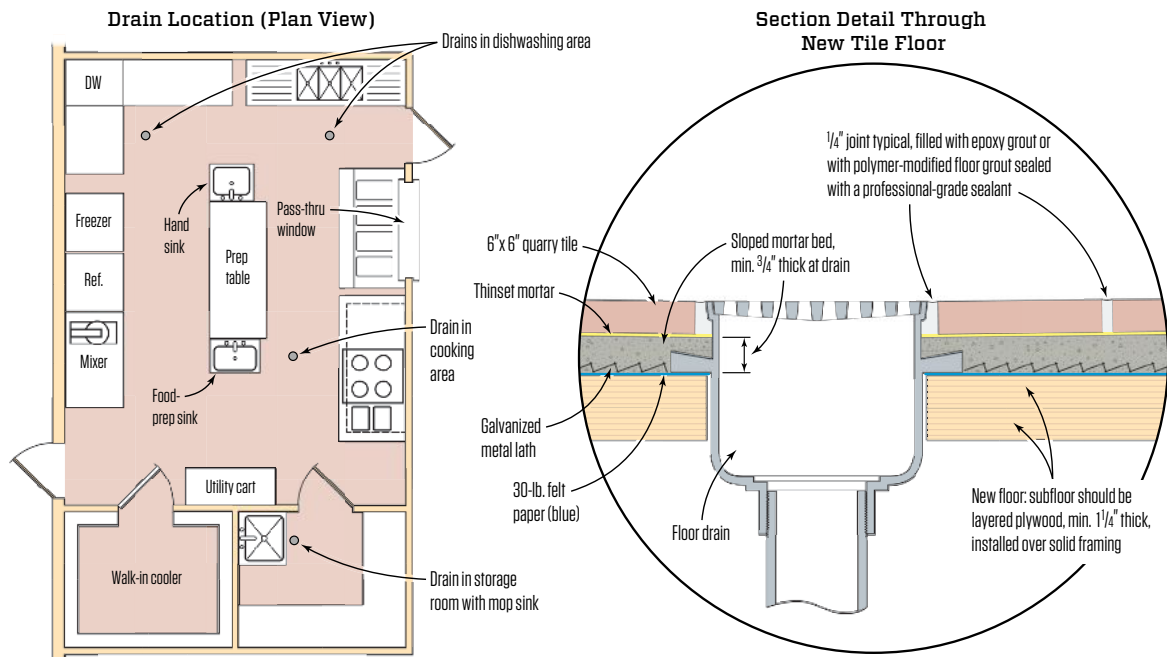 Drain Location (Plan View)
Drains in dishwashing area
DW
Freezer
Hand
sink
Pass-thru
window
Ref.
Prep
table
Mixer
Drain in
cooking
area
Food-
prep sink
Utility cart
Walk-in cooler
Drain in storage
room with mop sink
Section Detail Through
New Tile Floor
1/4" joint typical, filled with epoxy grout or
with polymer-modified floor grout sealed
with a professional-grade sealant
6"x 6" quarry tile
Sloped mortar bed,
min. 3/4" thick at drain
Thinset mortar
Galvanized
metal lath
30-lb. felt
paper (blue)
Floor drain
New floor: subfloor should be
layered plywood, min. 1 1/4" thick,
installed over solid framing